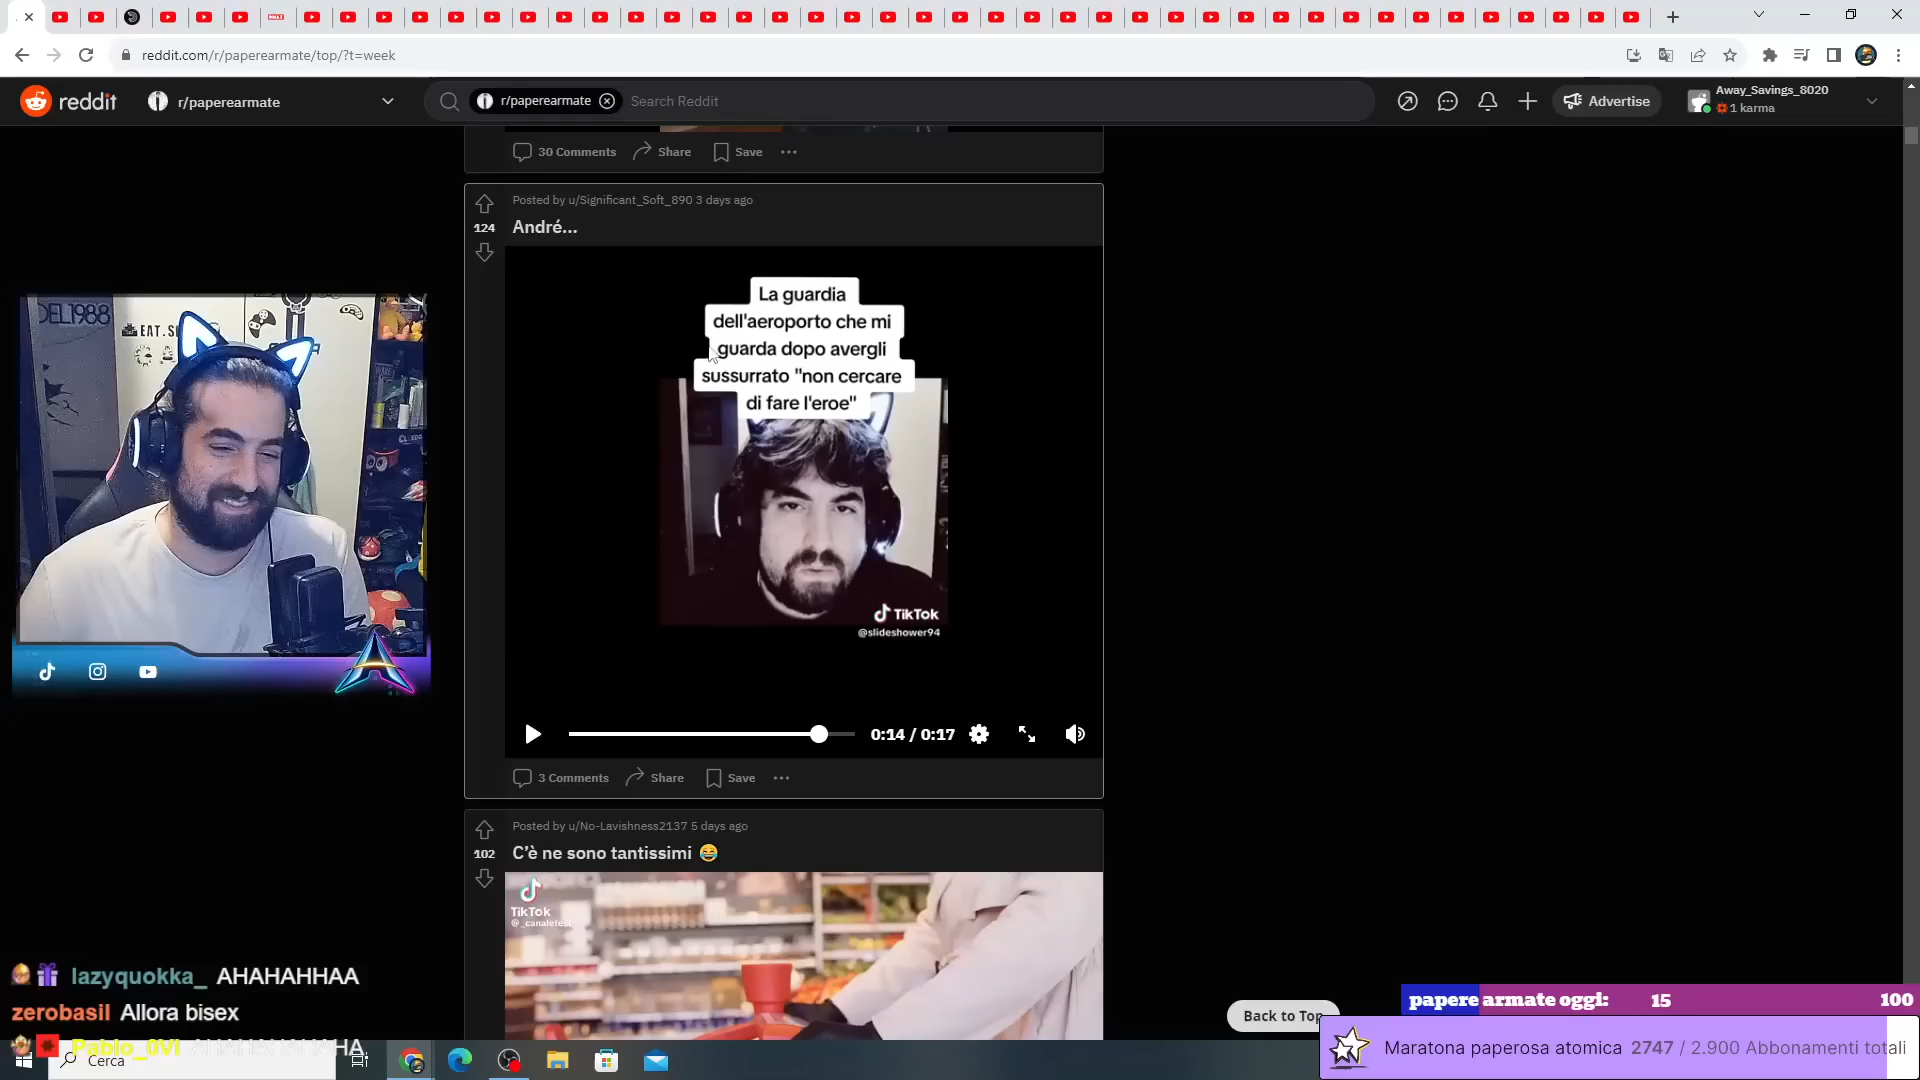 reddit.com/r/paperearmate/top/?t=week
reddit
r/paperearmate
r/paperearmate
Search Reddit
Advertise
Away_Savings_8020
1 karma
30 Comments
Share
Save
Posted by u/Significant_Soft_890 3 days ago
124
André...
La guardia
dell'aeroporto che mi
guarda dopo avergli
sussurrato "non cercare
di fare l'eroe"
TikTok
@slideshower94
0:14 / 0:17
3 Comments
Share
Save
Posted by u/No-Lavishness2137 5 days ago
102
C'è ne sono tantissimi 😂
TikTok
DEL1988
EAT.S
lazyquokka_ AHAHAHHAA
zerobasil Allora bisex
Pablo_0VI AHAHAHAHAHA
Cerca
Back to Top
papere armate oggi: 15 100
Maratona paperosa atomica 2747 / 2.900 Abbonamenti totali